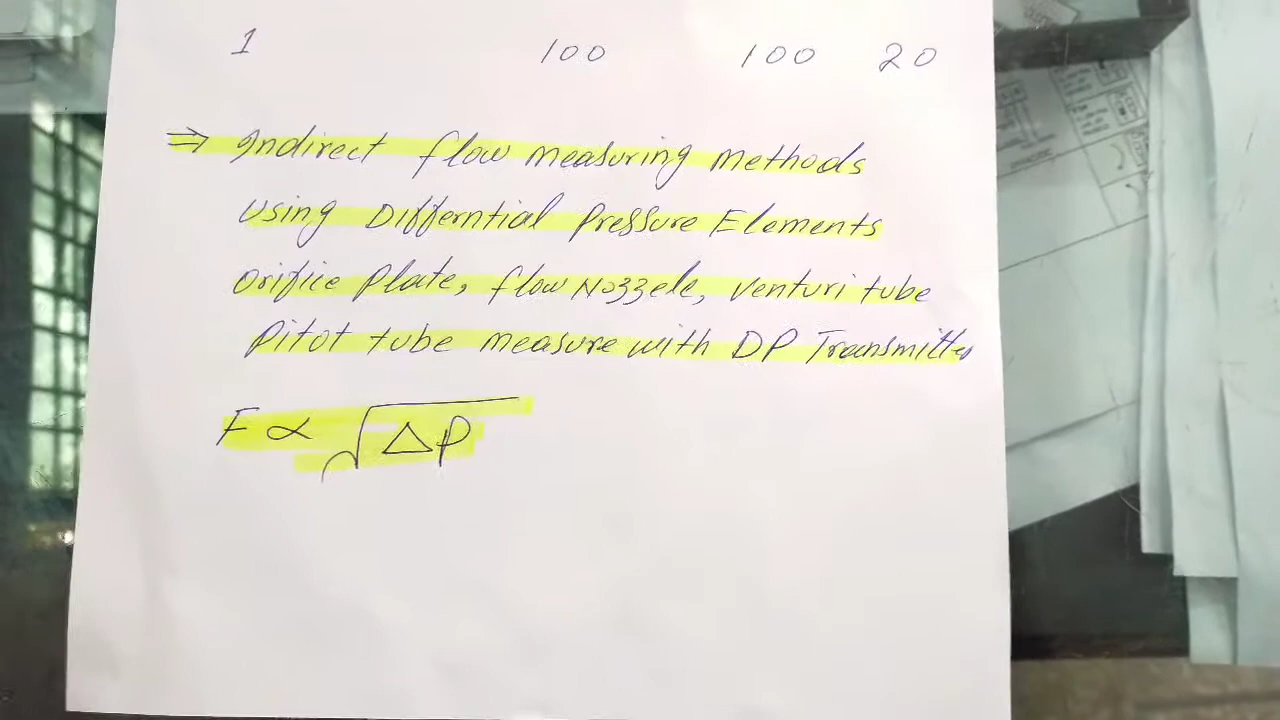 1 100 100 20
⇒ Indirect flow measuring methods
Using Differntial Pressure Elements
Orifice Plate, flow Nozzele, venturi tube
Pitot tube measure with DP Transmitter
F ∝ √ΔP